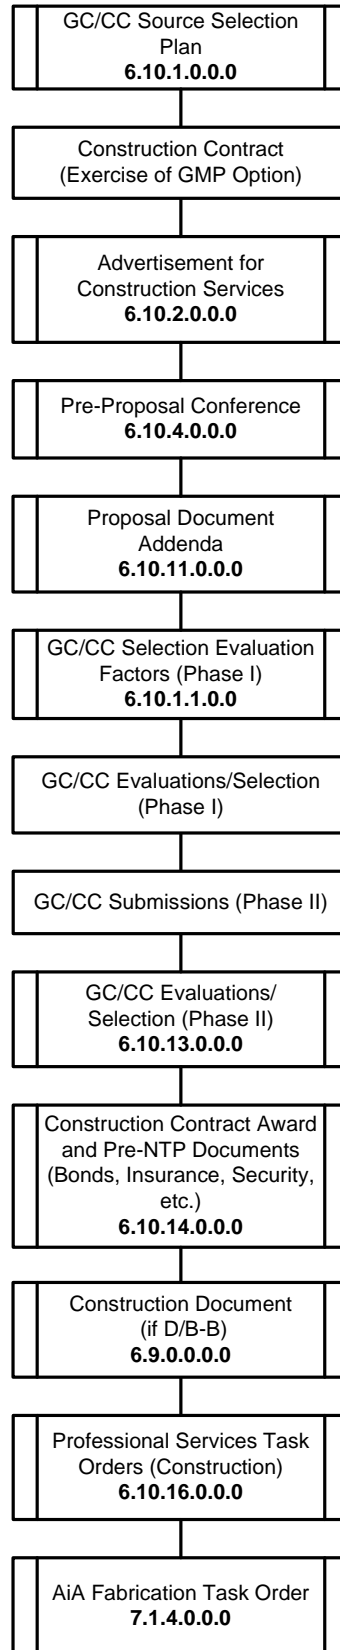 GC/CC Source Selection
Plan
6.10.1.0.0.0
Construction Contract
(Exercise of GMP Option)
Advertisement for
Construction Services
6.10.2.0.0.0
Pre-Proposal Conference
6.10.4.0.0.0
Proposal Document
Addenda
6.10.11.0.0.0
GC/CC Selection Evaluation
Factors (Phase I)
6.10.1.1.0.0
GC/CC Evaluations/Selection
(Phase I)
GC/CC Submissions (Phase II)
GC/CC Evaluations/
Selection (Phase II)
6.10.13.0.0.0
Construction Contract Award
and Pre-NTP Documents
(Bonds, Insurance, Security,
etc.)
6.10.14.0.0.0
Construction Document
(if D/B-B)
6.9.0.0.0.0
Professional Services Task
Orders (Construction)
6.10.16.0.0.0
AiA Fabrication Task Order
7.1.4.0.0.0